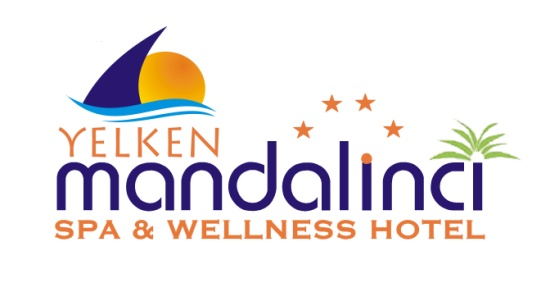 YELKEN
mandalinci
SPA & WELLNESS HOTEL